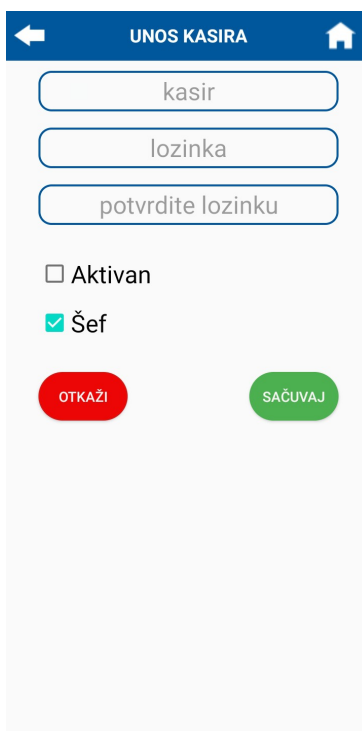 UNOS KASIRA
kasir
lozinka
potvrdite lozinku
Aktivan
Šef
OTKAŽI
SAČUVAJ